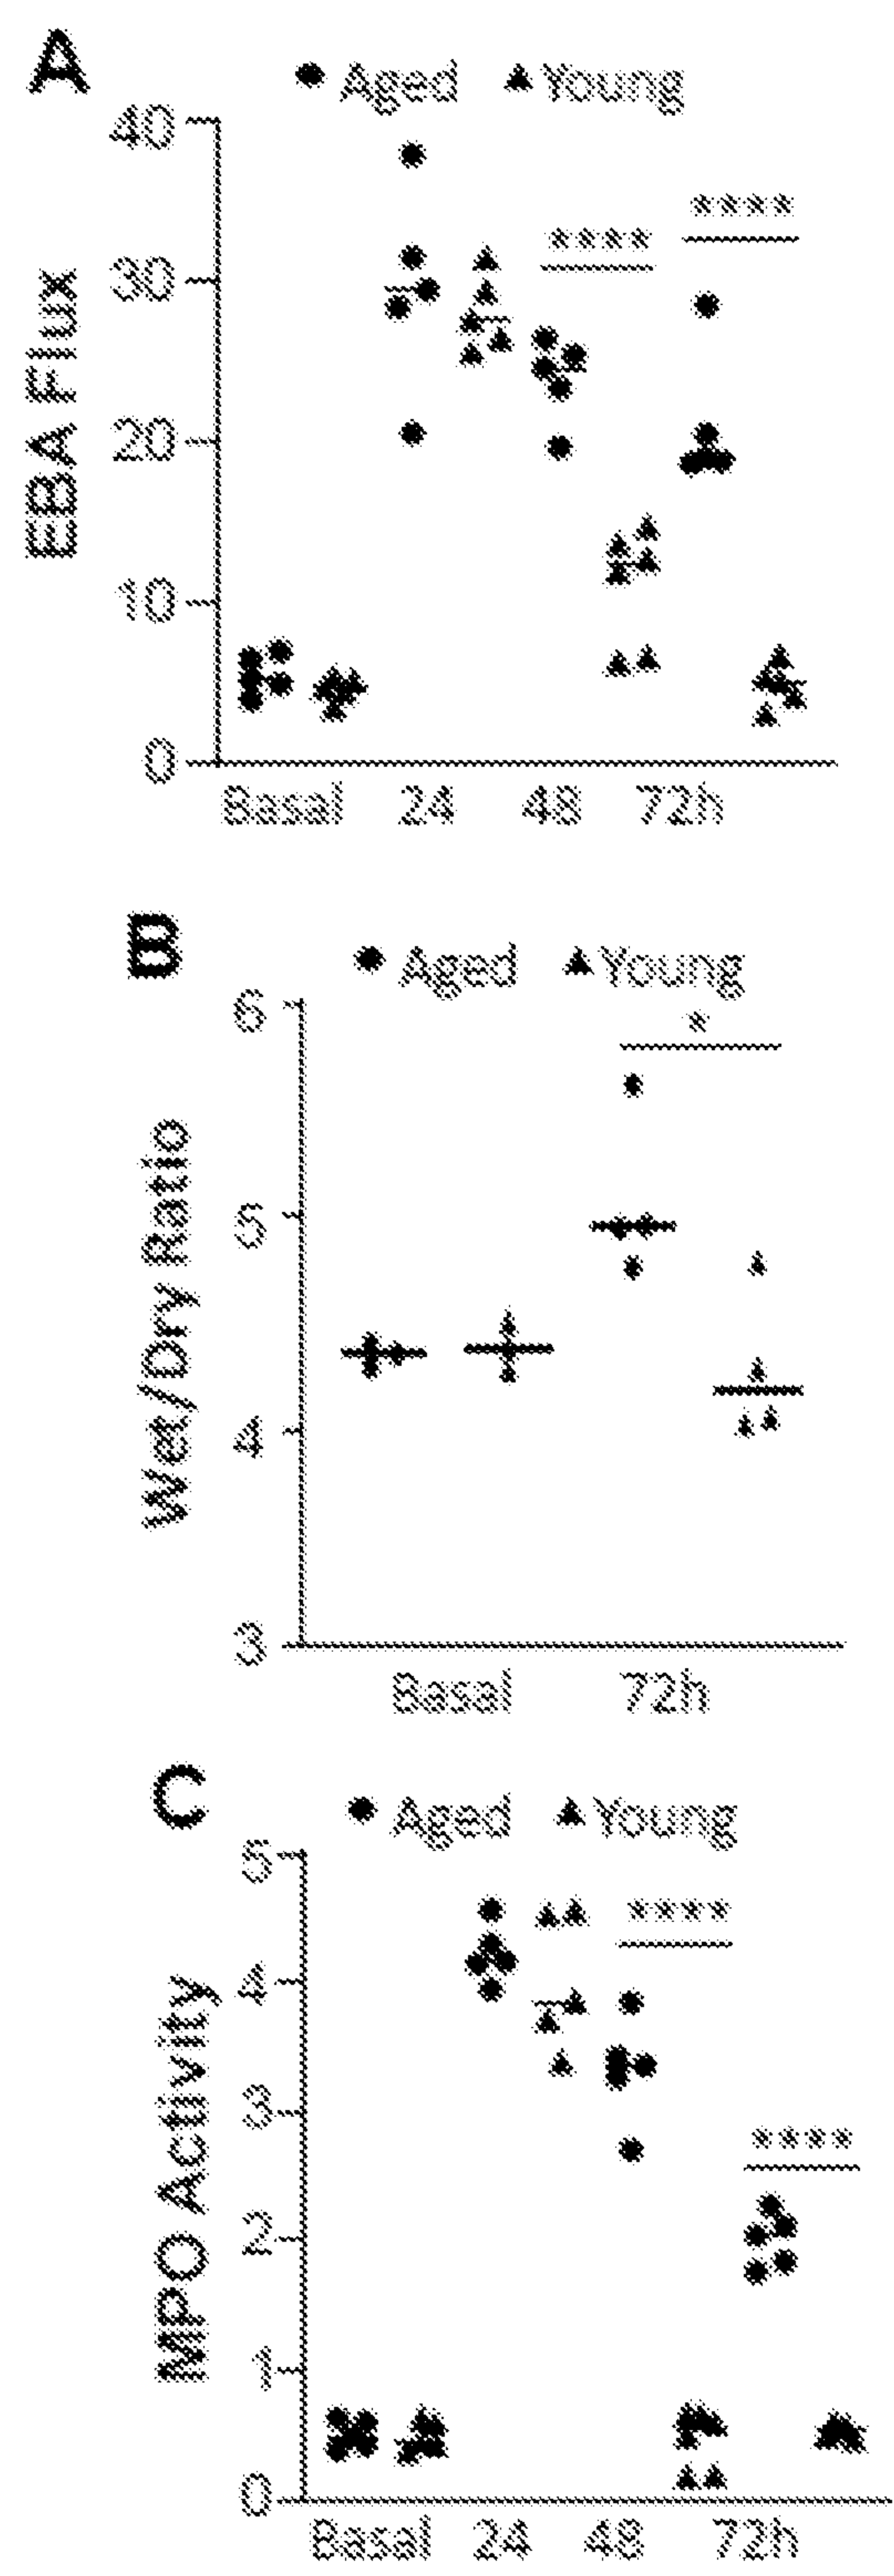 A
Aged Young
40
****
****
30
EBA Flux
20
10
0
Basal 24 48 72h
B
Aged Young
6
*
5
Wet/Dry Ratio
4
3
Basal 72h
C
Aged Young
5
****
4
3
****
MPO Activity
2
1
0
Basal 24 48 72h